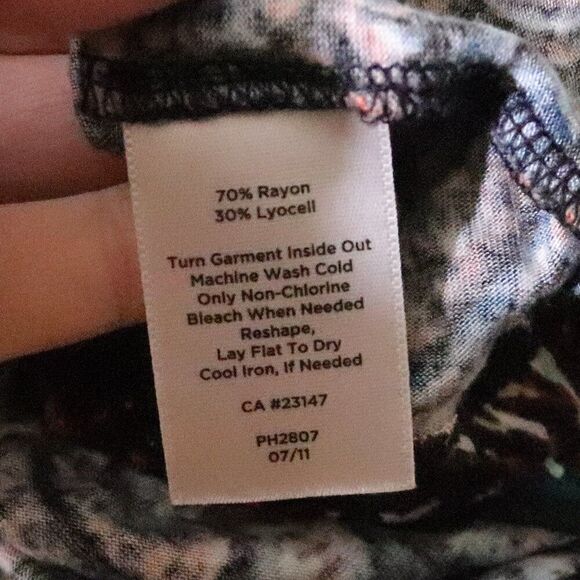 70% Rayon
30% Lyocell
Turn Garment Inside Out
Machine Wash Cold
Only Non-Chlorine
Bleach When Needed
Reshape,
Lay Flat To Dry
Cool Iron, If Needed
CA #23147
PH2807
07/11